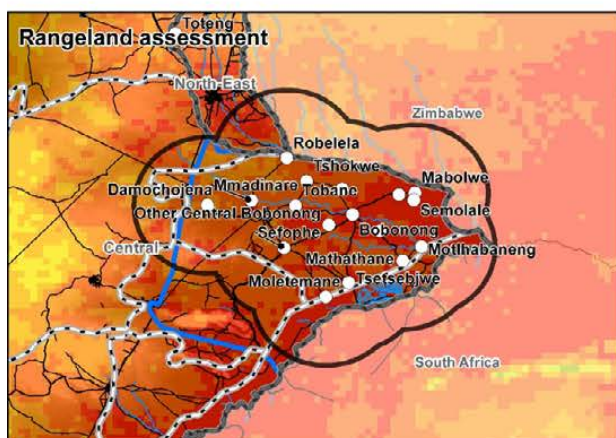 Toteng
Rangeland assessment
North-East
Zimbabwe
Robelela
Tshokwe
Damochojena
Mmadinare
Tobane
Mabolwe
Other Central Bobonong
Semolale
Sefophe
Bobonong
Central
Motlhabaneng
Mathathane
Moletemane
Tsetsebjwe
South Africa